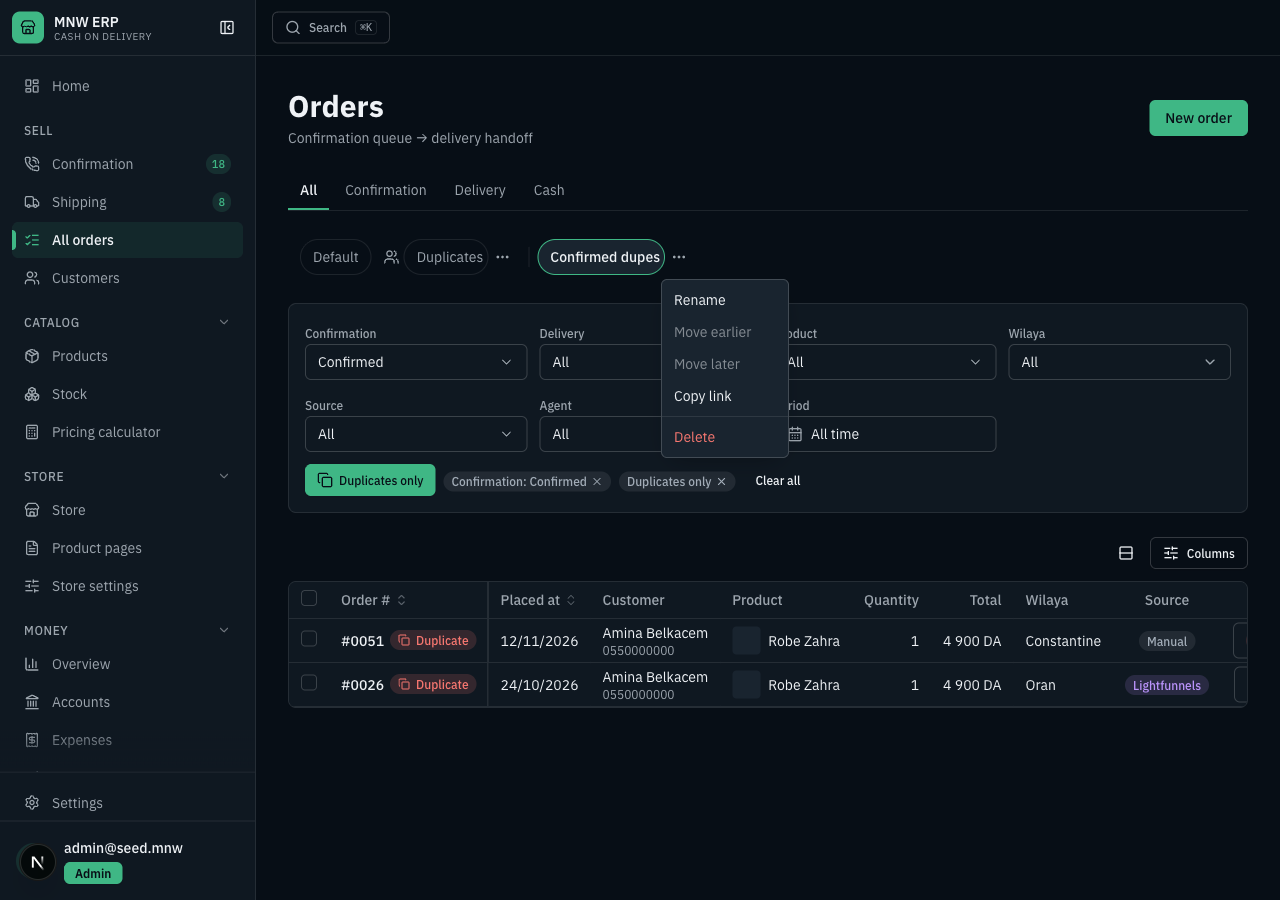 MNW ERP
CASH ON DELIVERY
Search ⌘K
Home
SELL
Confirmation 18
Shipping 8
All orders
Customers
CATALOG
Products
Stock
Pricing calculator
STORE
Store
Product pages
Store settings
MONEY
Overview
Accounts
Expenses
Settings
N
admin@seed.mnw
Admin
Orders
Confirmation queue → delivery handoff
New order
All Confirmation Delivery Cash
Default Duplicates ••• Confirmed dupes •••
Rename
Move earlier
Move later
Copy link
Delete
Confirmation Delivery Wilaya
Confirmed All All All
Source Agent
All All All time
Duplicates only Confirmation: Confirmed × Duplicates only × Clear all
Columns
Order # Placed at Customer Product Quantity Total Wilaya Source
#0051 Duplicate 12/11/2026 Amina Belkacem Robe Zahra 1 4 900 DA Constantine Manual
0550000000
#0026 Duplicate 24/10/2026 Amina Belkacem Robe Zahra 1 4 900 DA Oran Lightfunnels
0550000000